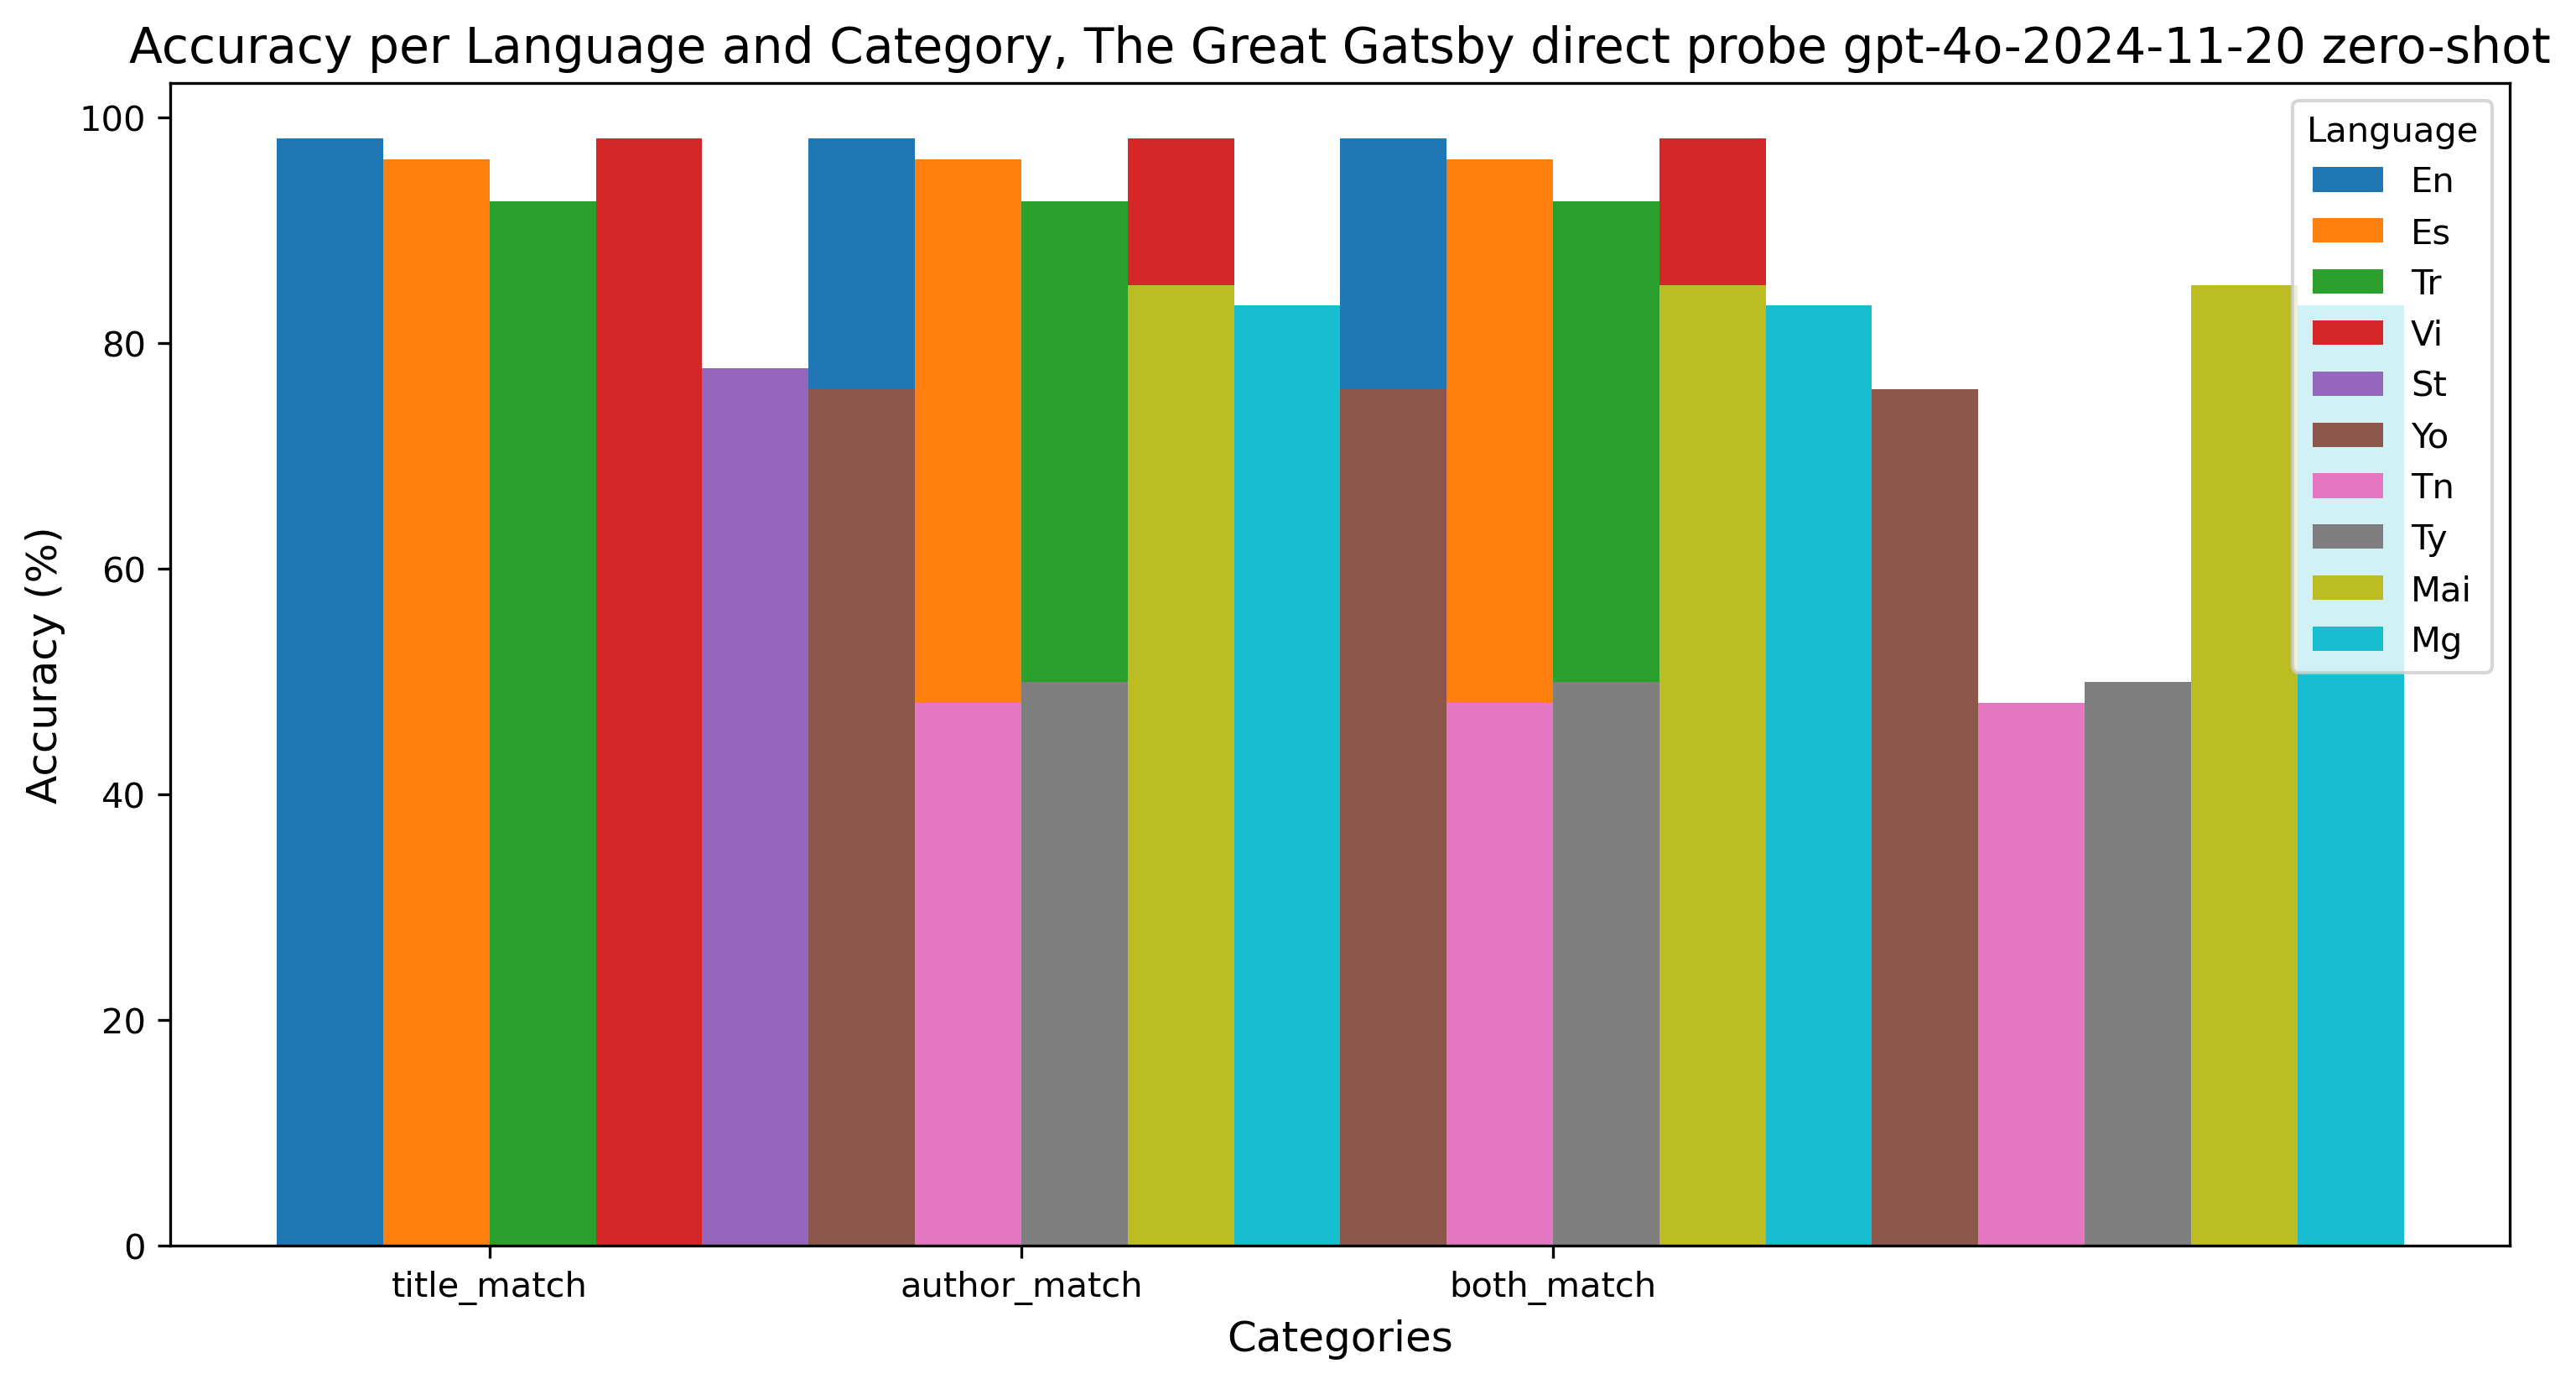 Accuracy per Language and Category, The Great Gatsby direct probe gpt-4o-2024-11-20 zero-shot
Accuracy (%)
100
80
60
40
20
0
Language
En
Es
Tr
Vi
St
Yo
Tn
Ty
Mai
Mg
title_match author_match both_match
Categories